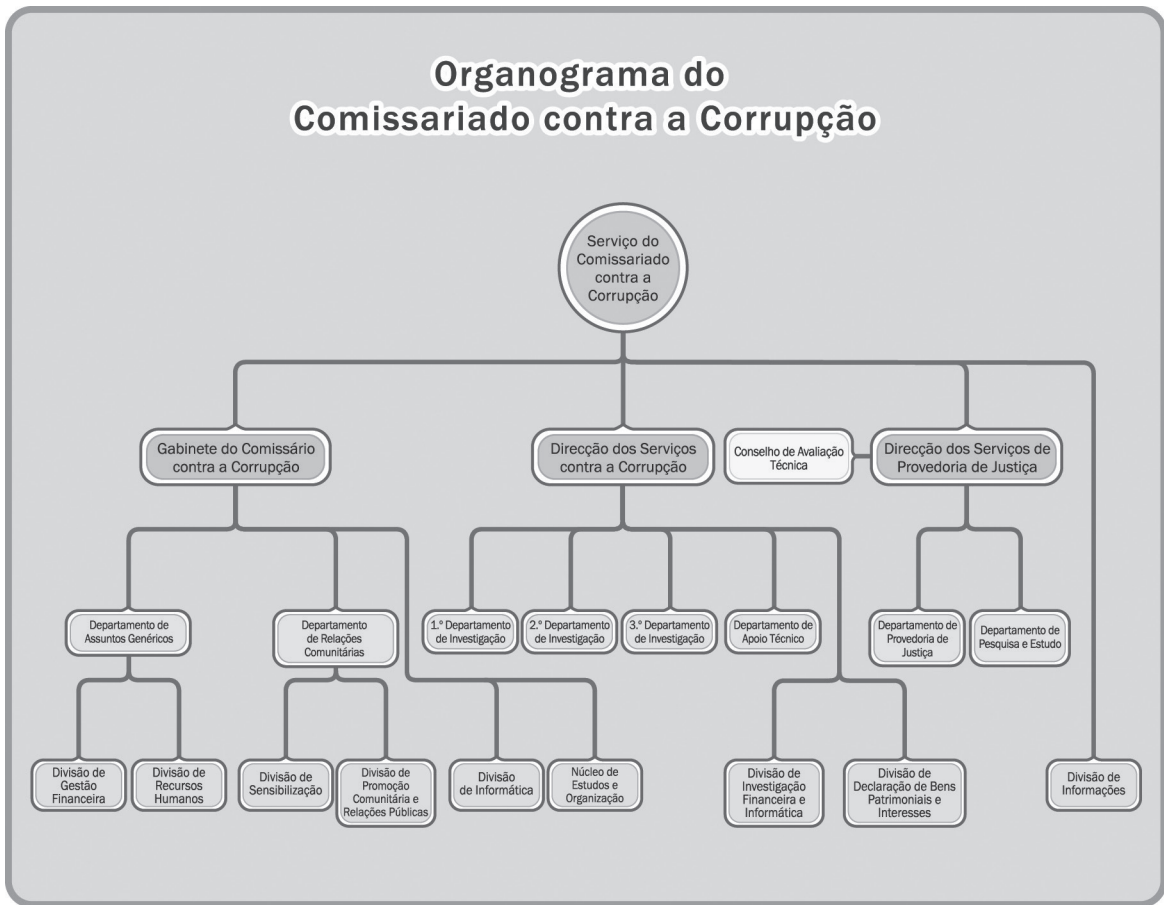 Organograma do
Comissariado contra a Corrupção
Serviço do
Comissariado
contra a
Corrupção
Gabinete do Comissário
contra a Corrupção
Direcção dos Serviços
contra a Corrupção
Conselho de Avaliação
Técnica
Direcção dos Serviços de
Provedoria de Justiça
Departamento de
Assuntos Genéricos
Departamento
de Relações
Comunitárias
1.º Departamento
de Investigação
2.º Departamento
de Investigação
3.º Departamento
de Investigação
Departamento de
Apoio Técnico
Departamento de
Provedoria de
Justiça
Departamento de
Pesquisa e Estudo
Divisão de
Gestão
Financeira
Divisão de
Recursos
Humanos
Divisão de
Sensibilização
Divisão de
Promoção
Comunitária e
Relações Públicas
Divisão
de Informática
Núcleo de
Estudos e
Organização
Divisão de
Investigação
Financeira e
Informática
Divisão de
Declaração de Bens
Patrimoniais e
Interesses
Divisão de
Informações